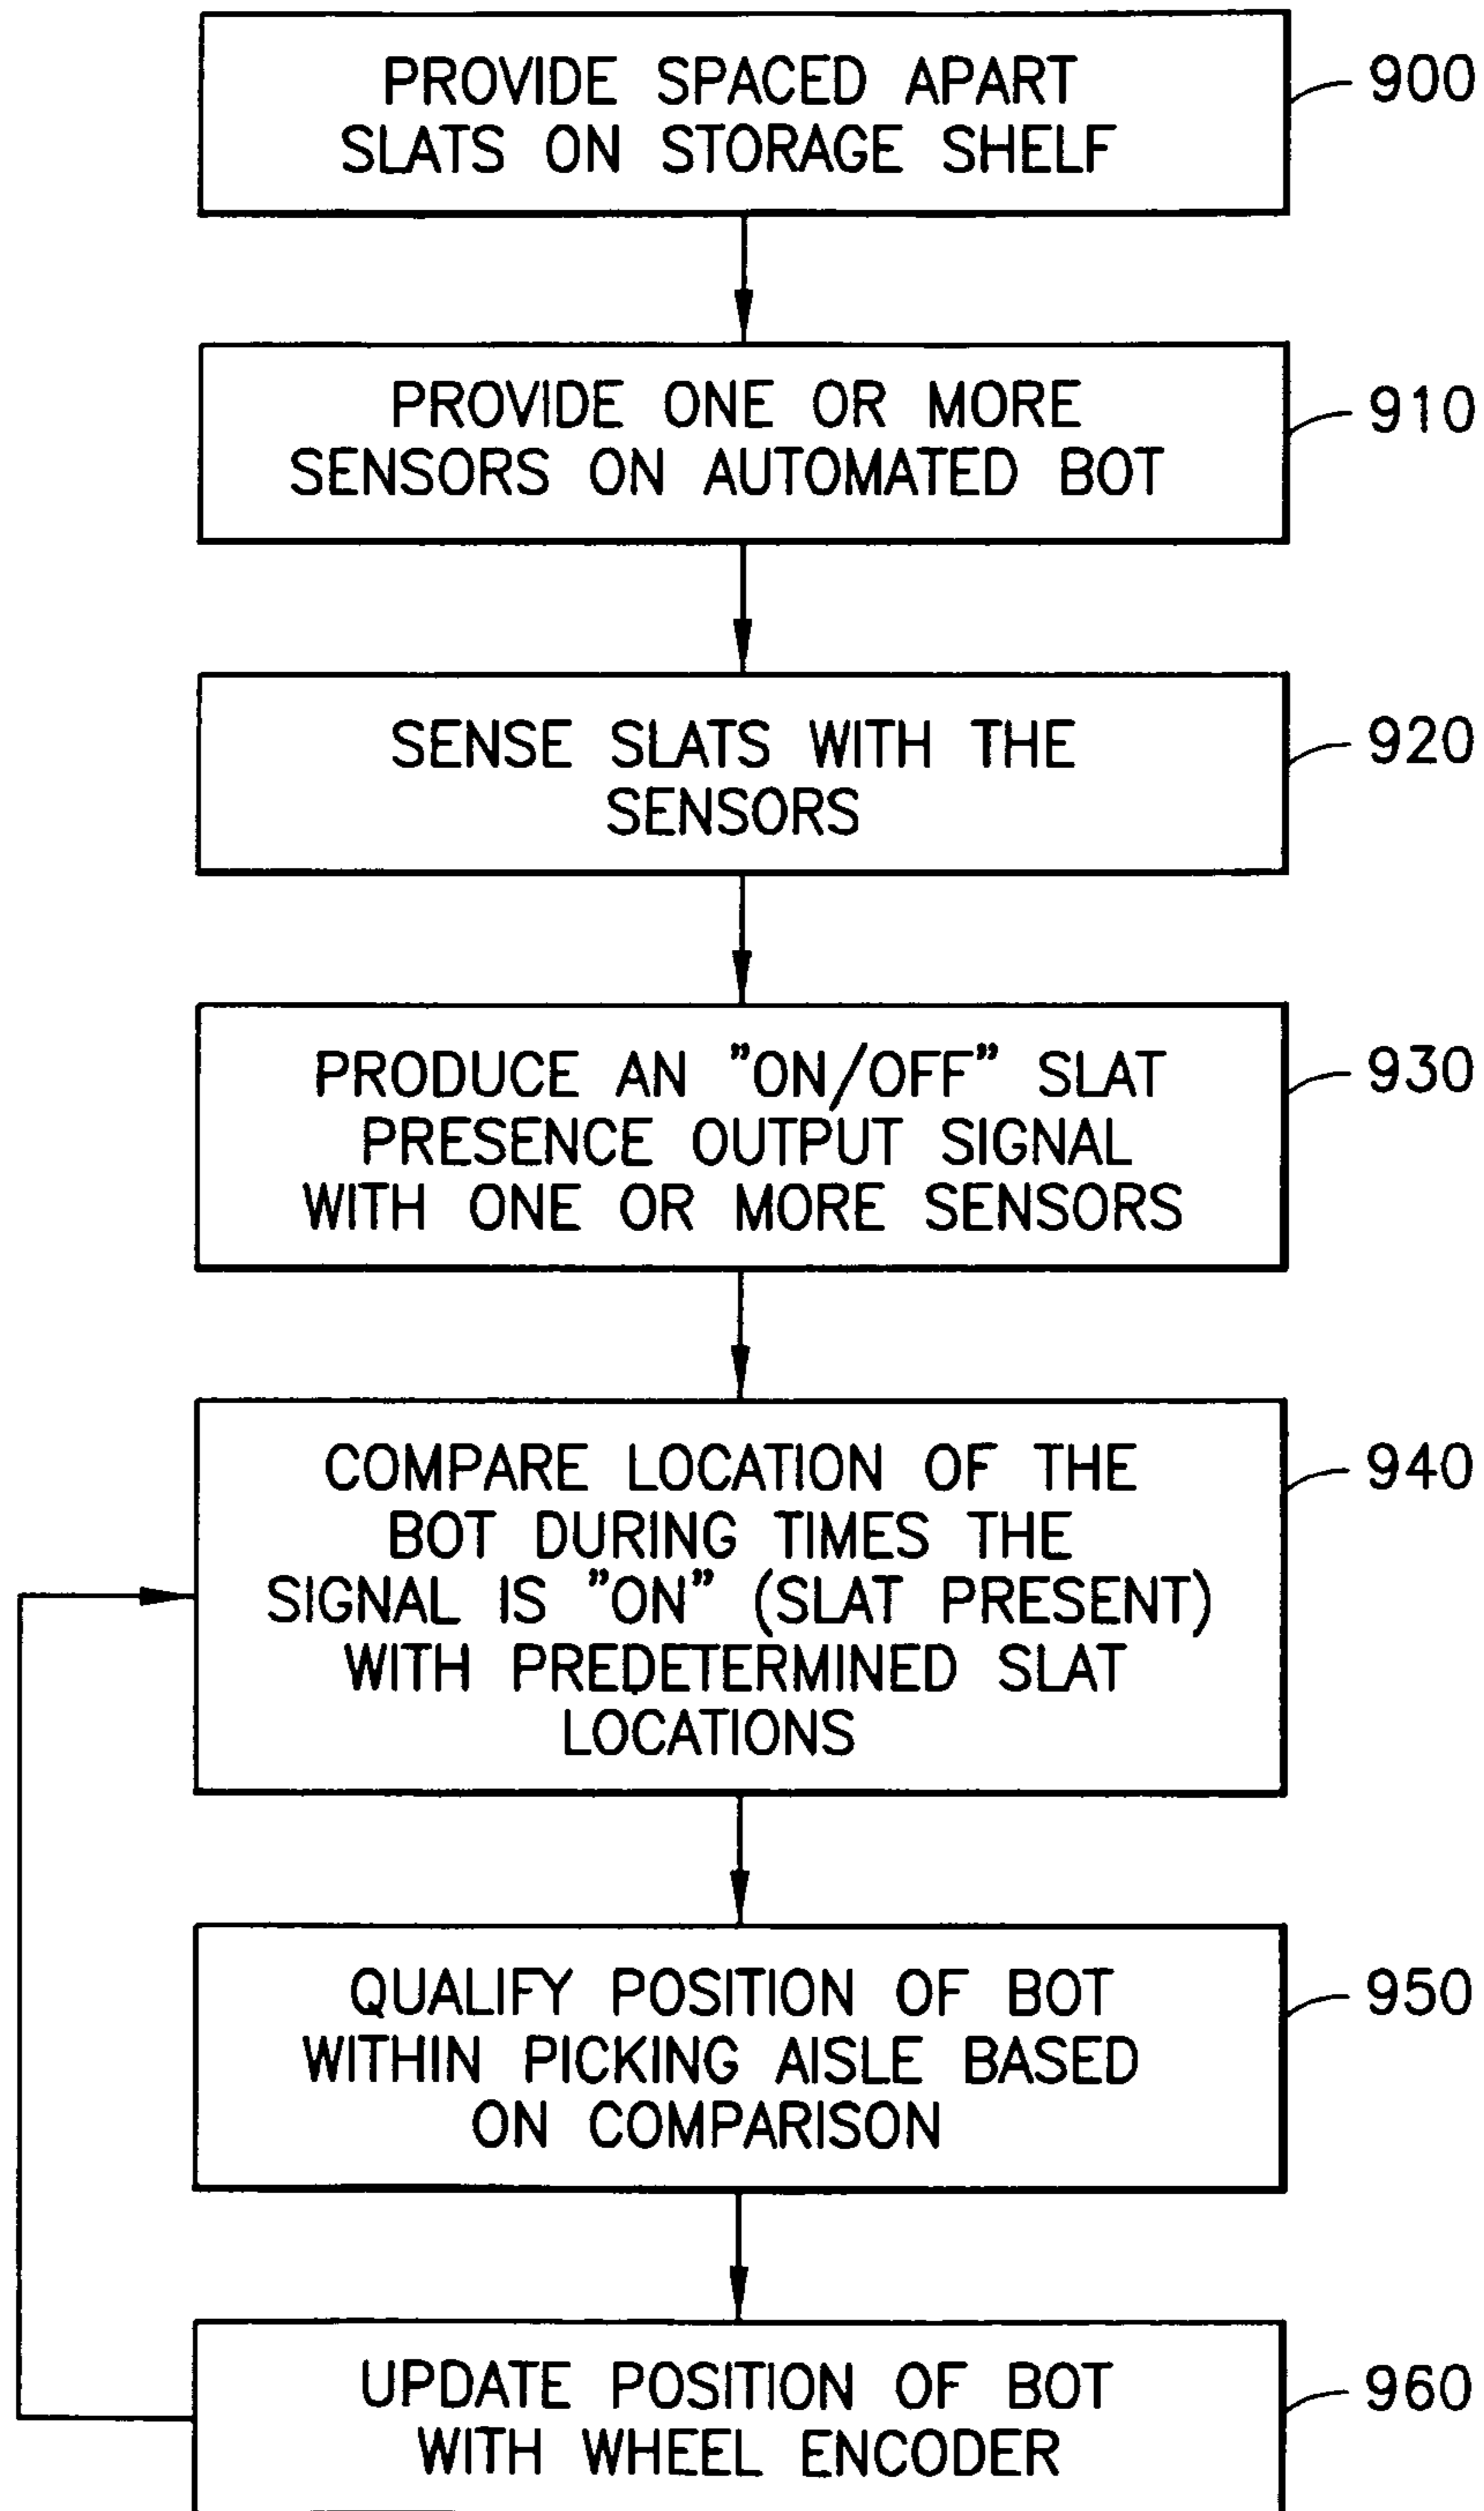 PROVIDE SPACED APART
SLATS ON STORAGE SHELF
900
PROVIDE ONE OR MORE
SENSORS ON AUTOMATED BOT
910
SENSE SLATS WITH THE
SENSORS
920
PRODUCE AN "ON/OFF" SLAT
PRESENCE OUTPUT SIGNAL
WITH ONE OR MORE SENSORS
930
COMPARE LOCATION OF THE
BOT DURING TIMES THE
SIGNAL IS "ON" (SLAT PRESENT)
WITH PREDETERMINED SLAT
LOCATIONS
940
QUALIFY POSITION OF BOT
WITHIN PICKING AISLE BASED
ON COMPARISON
950
UPDATE POSITION OF BOT
WITH WHEEL ENCODER
960